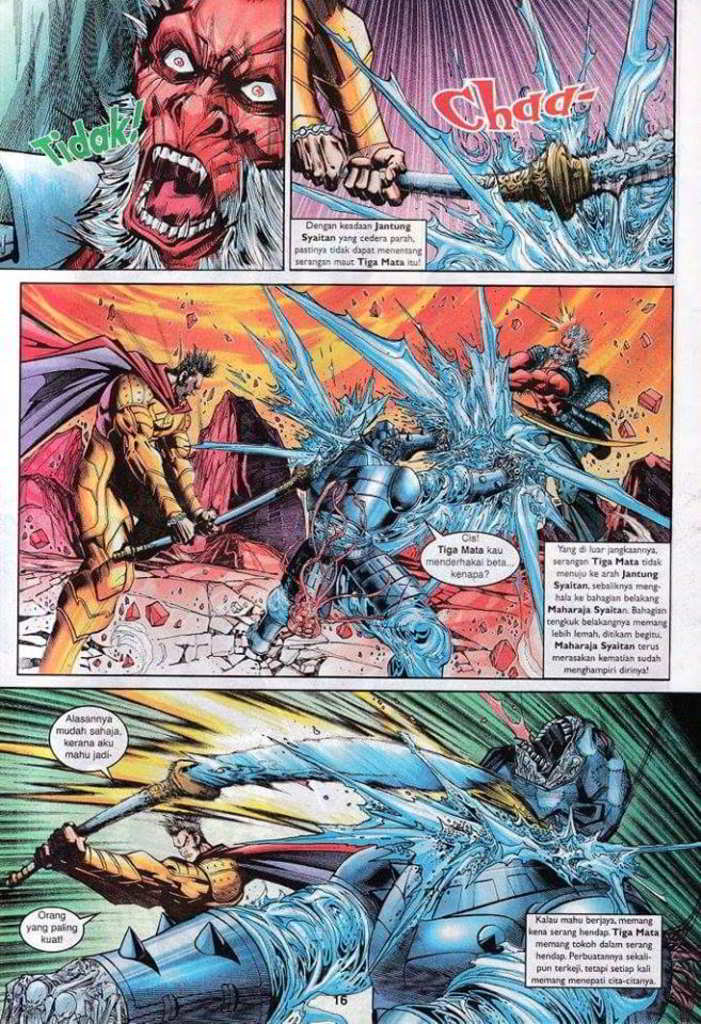 Tidak!
Chaa-
Dengan keadaan Jantung
Syaitan yang cedera parah,
pastinya tidak dapat menentang
serangan maut Tiga Mata itu!
Cis!
Tiga Mata kau
menderhakai beta...
kenapa?
Yang di luar jangkaannya,
serangan Tiga Mata tidak
menuju ke arah Jantung
Syaitan, sebaliknya meng-
hala ke bahagian belakang
Maharaja Syaitan. Bahagian
tengkuk belakangnya memang
lebih lemah, ditikam begitu,
Maharaja Syaitan terus
merasakan kematian sudah
menghampiri dirinya!
Alasannya
mudah sahaja,
kerana aku
mahu jadi-
Orang
yang paling
kuat!
Kalau mahu berjaya, memang
kena serang hendap. Tiga Mata
memang tokoh dalam serang
hendap. Perbuatannya sekali-
pun terkeji, tetapi setiap kali
memang menepati cita-citanya.
16